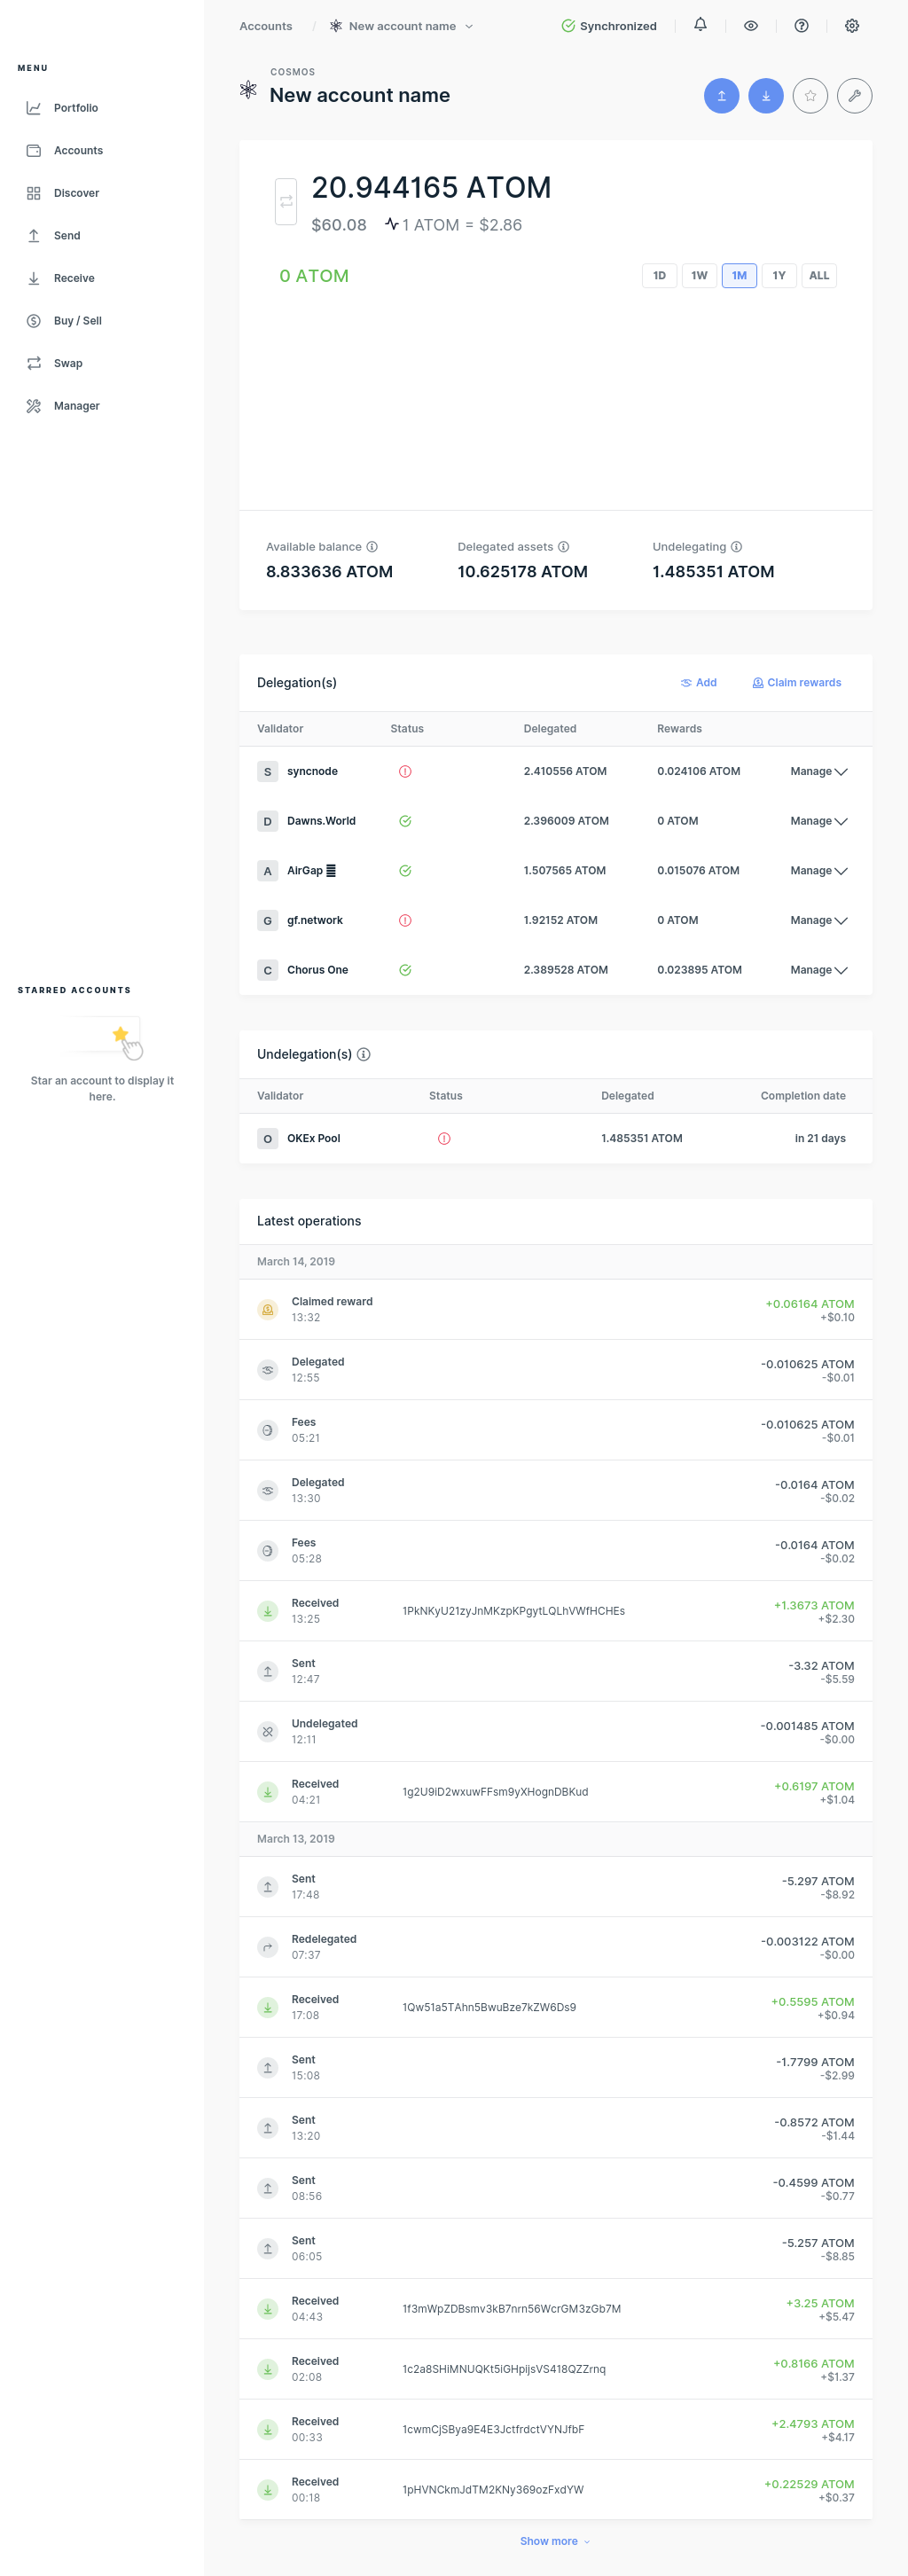 Accounts / New account name
Synchronized
MENU
Portfolio
Accounts
Discover
Send
Receive
Buy / Sell
Swap
Manager
STARRED ACCOUNTS
Star an account to display it
here.
COSMOS
New account name
20.944165 ATOM
$60.08 1 ATOM = $2.86
0 ATOM
1D 1W 1M 1Y ALL
Available balance Delegated assets Undelegating
8.833636 ATOM 10.625178 ATOM 1.485351 ATOM
Delegation(s) Add Claim rewards
Validator Status Delegated Rewards
S syncnode 2.410556 ATOM 0.024106 ATOM Manage
D Dawns.World 2.396009 ATOM 0 ATOM Manage
A AirGap 1.507565 ATOM 0.015076 ATOM Manage
G gf.network 1.92152 ATOM 0 ATOM Manage
C Chorus One 2.389528 ATOM 0.023895 ATOM Manage
Undelegation(s)
Validator Status Delegated Completion date
O OKEx Pool 1.485351 ATOM in 21 days
Latest operations
March 14, 2019
Claimed reward +0.06164 ATOM
13:32 +$0.10
Delegated -0.010625 ATOM
12:55 -$0.01
Fees -0.010625 ATOM
05:21 -$0.01
Delegated -0.0164 ATOM
13:30 -$0.02
Fees -0.0164 ATOM
05:28 -$0.02
Received 1PkNKyU21zyJnMKzpKPgytLQLhVWfHCHEs +1.3673 ATOM
13:25 +$2.30
Sent -3.32 ATOM
12:47 -$5.59
Undelegated -0.001485 ATOM
12:11 -$0.00
Received 1g2U9iD2wxuwFFsm9yXHognDBKud +0.6197 ATOM
04:21 +$1.04
March 13, 2019
Sent -5.297 ATOM
17:48 -$8.92
Redelegated -0.003122 ATOM
07:37 -$0.00
Received 1Qw51a5TAhn5BwuBze7kZW6Ds9 +0.5595 ATOM
17:08 +$0.94
Sent -1.7799 ATOM
15:08 -$2.99
Sent -0.8572 ATOM
13:20 -$1.44
Sent -0.4599 ATOM
08:56 -$0.77
Sent -5.257 ATOM
06:05 -$8.85
Received 1f3mWpZDBsmv3kB7nrn56WcrGM3zGb7M +3.25 ATOM
04:43 +$5.47
Received 1c2a8SHiMNUQKt5iGHpijsVS418QZZrnq +0.8166 ATOM
02:08 +$1.37
Received 1cwmCjSBya9E4E3JctfrdctVYNJfbF +2.4793 ATOM
00:33 +$4.17
Received 1pHVNCkmJdTM2KNy369ozFxdYW +0.22529 ATOM
00:18 +$0.37
Show more